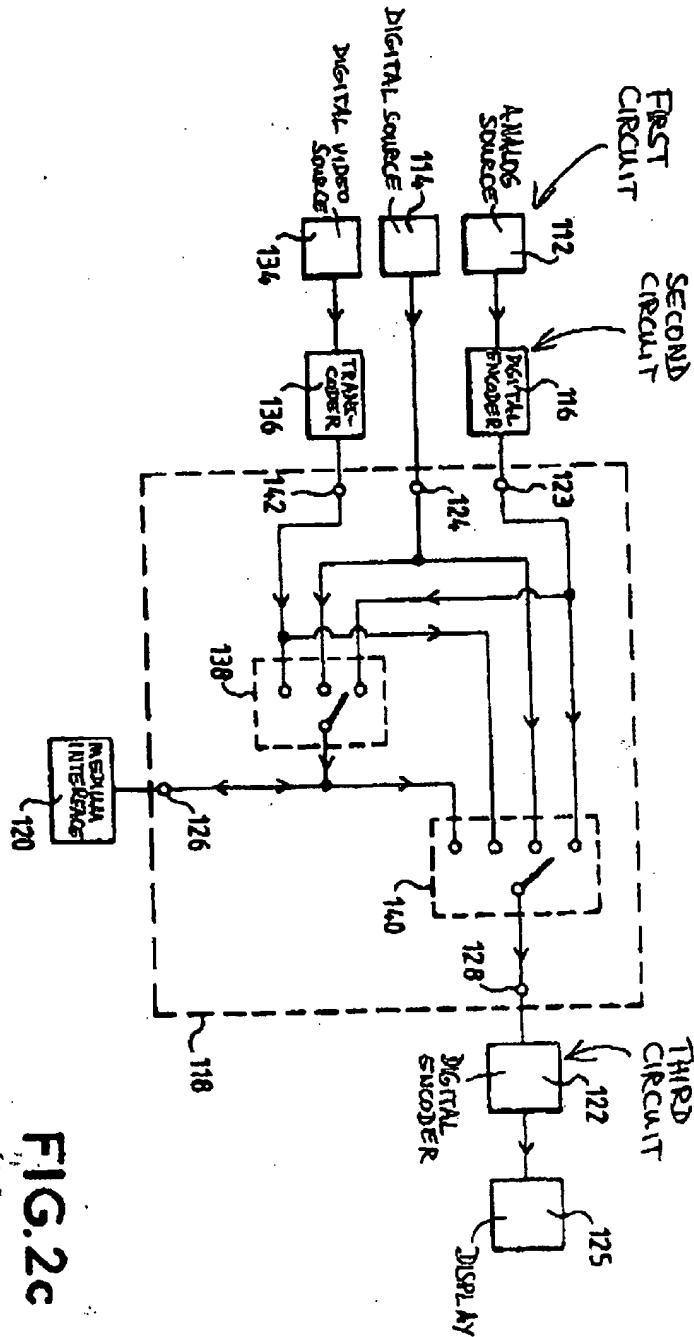 FIRST
CIRCUIT
SECOND
CIRCUIT
THIRD
CIRCUIT
ANALOG
SOURCE
112
DIGITAL
ENCODER
116
123
DIGITAL SOURCE
114
124
DIGITAL VIDEO
SOURCE
134
TRANS-
CODER
136
142
138
140
128
122
DIGITAL
ENCODER
125
DISPLAY
126
MEDIUM
INTERFACE
120
118
FIG. 2c